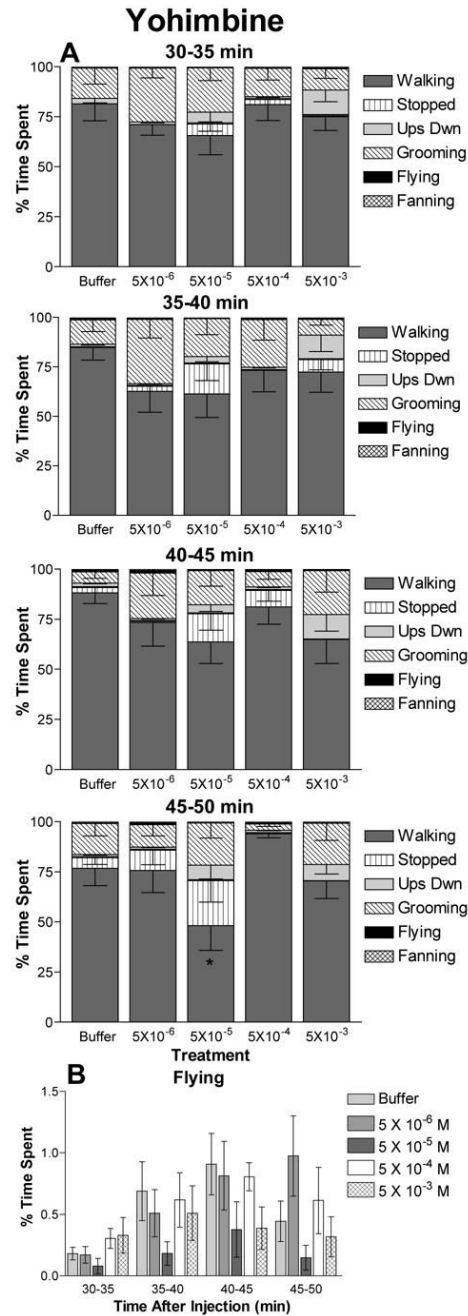 Yohimbine
A
30-35 min
% Time Spent
100
75
50
25
0
Buffer 5X10⁻⁶ 5X10⁻⁵ 5X10⁻⁴ 5X10⁻³
Walking
Stopped
Ups Dwn
Grooming
Flying
Fanning
35-40 min
% Time Spent
100
75
50
25
0
Buffer 5X10⁻⁶ 5X10⁻⁵ 5X10⁻⁴ 5X10⁻³
Walking
Stopped
Ups Dwn
Grooming
Flying
Fanning
40-45 min
% Time Spent
100
75
50
25
0
Buffer 5X10⁻⁶ 5X10⁻⁵ 5X10⁻⁴ 5X10⁻³
Walking
Stopped
Ups Dwn
Grooming
Flying
Fanning
45-50 min
% Time Spent
100
75
50
25
0
*
Buffer 5X10⁻⁶ 5X10⁻⁵ 5X10⁻⁴ 5X10⁻³
Treatment
Walking
Stopped
Ups Dwn
Grooming
Flying
Fanning
B
Flying
% Time Spent
1.5
1.0
0.5
0.0
30-35 35-40 40-45 45-50
Time After Injection (min)
Buffer
5 X 10⁻⁶ M
5 X 10⁻⁵ M
5 X 10⁻⁴ M
5 X 10⁻³ M